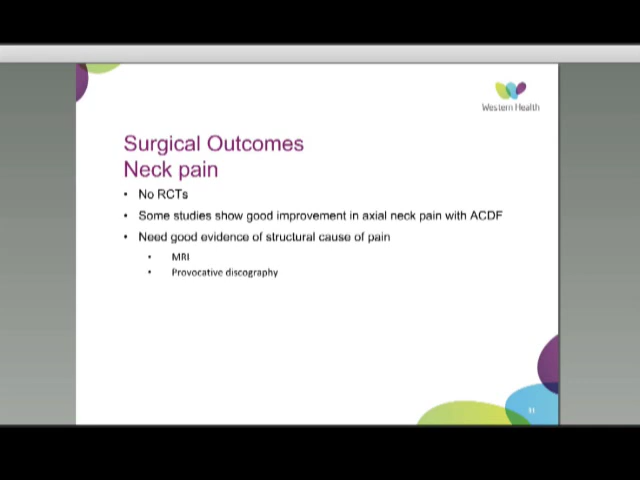 Western Health
Surgical Outcomes
Neck pain
• No RCTs
• Some studies show good improvement in axial neck pain with ACDF
• Need good evidence of structural cause of pain
• MRI
• Provocative discography